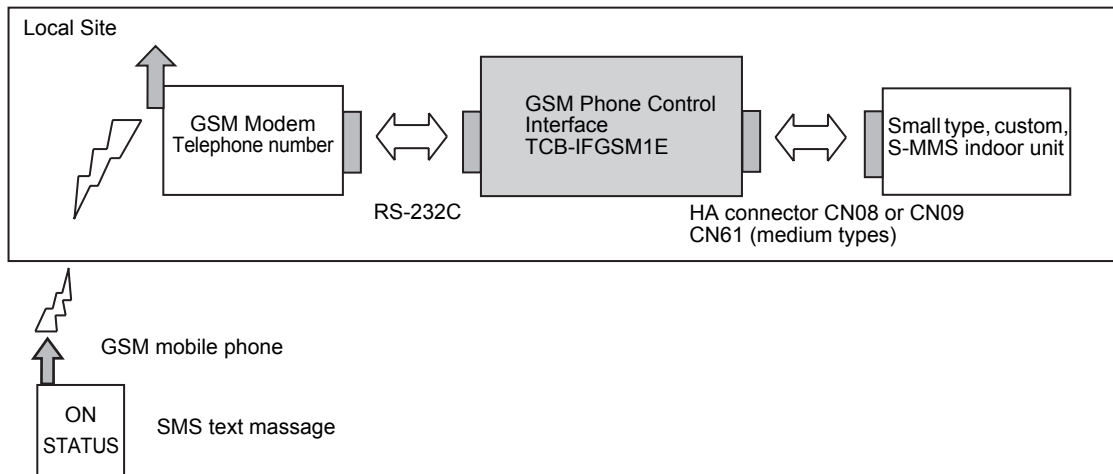 Local Site
GSM Modem
Telephone number
GSM Phone Control
Interface
TCB-IFGSM1E
Small type, custom,
S-MMS indoor unit
RS-232C
HA connector CN08 or CN09
CN61 (medium types)
GSM mobile phone
ON
STATUS
SMS text massage